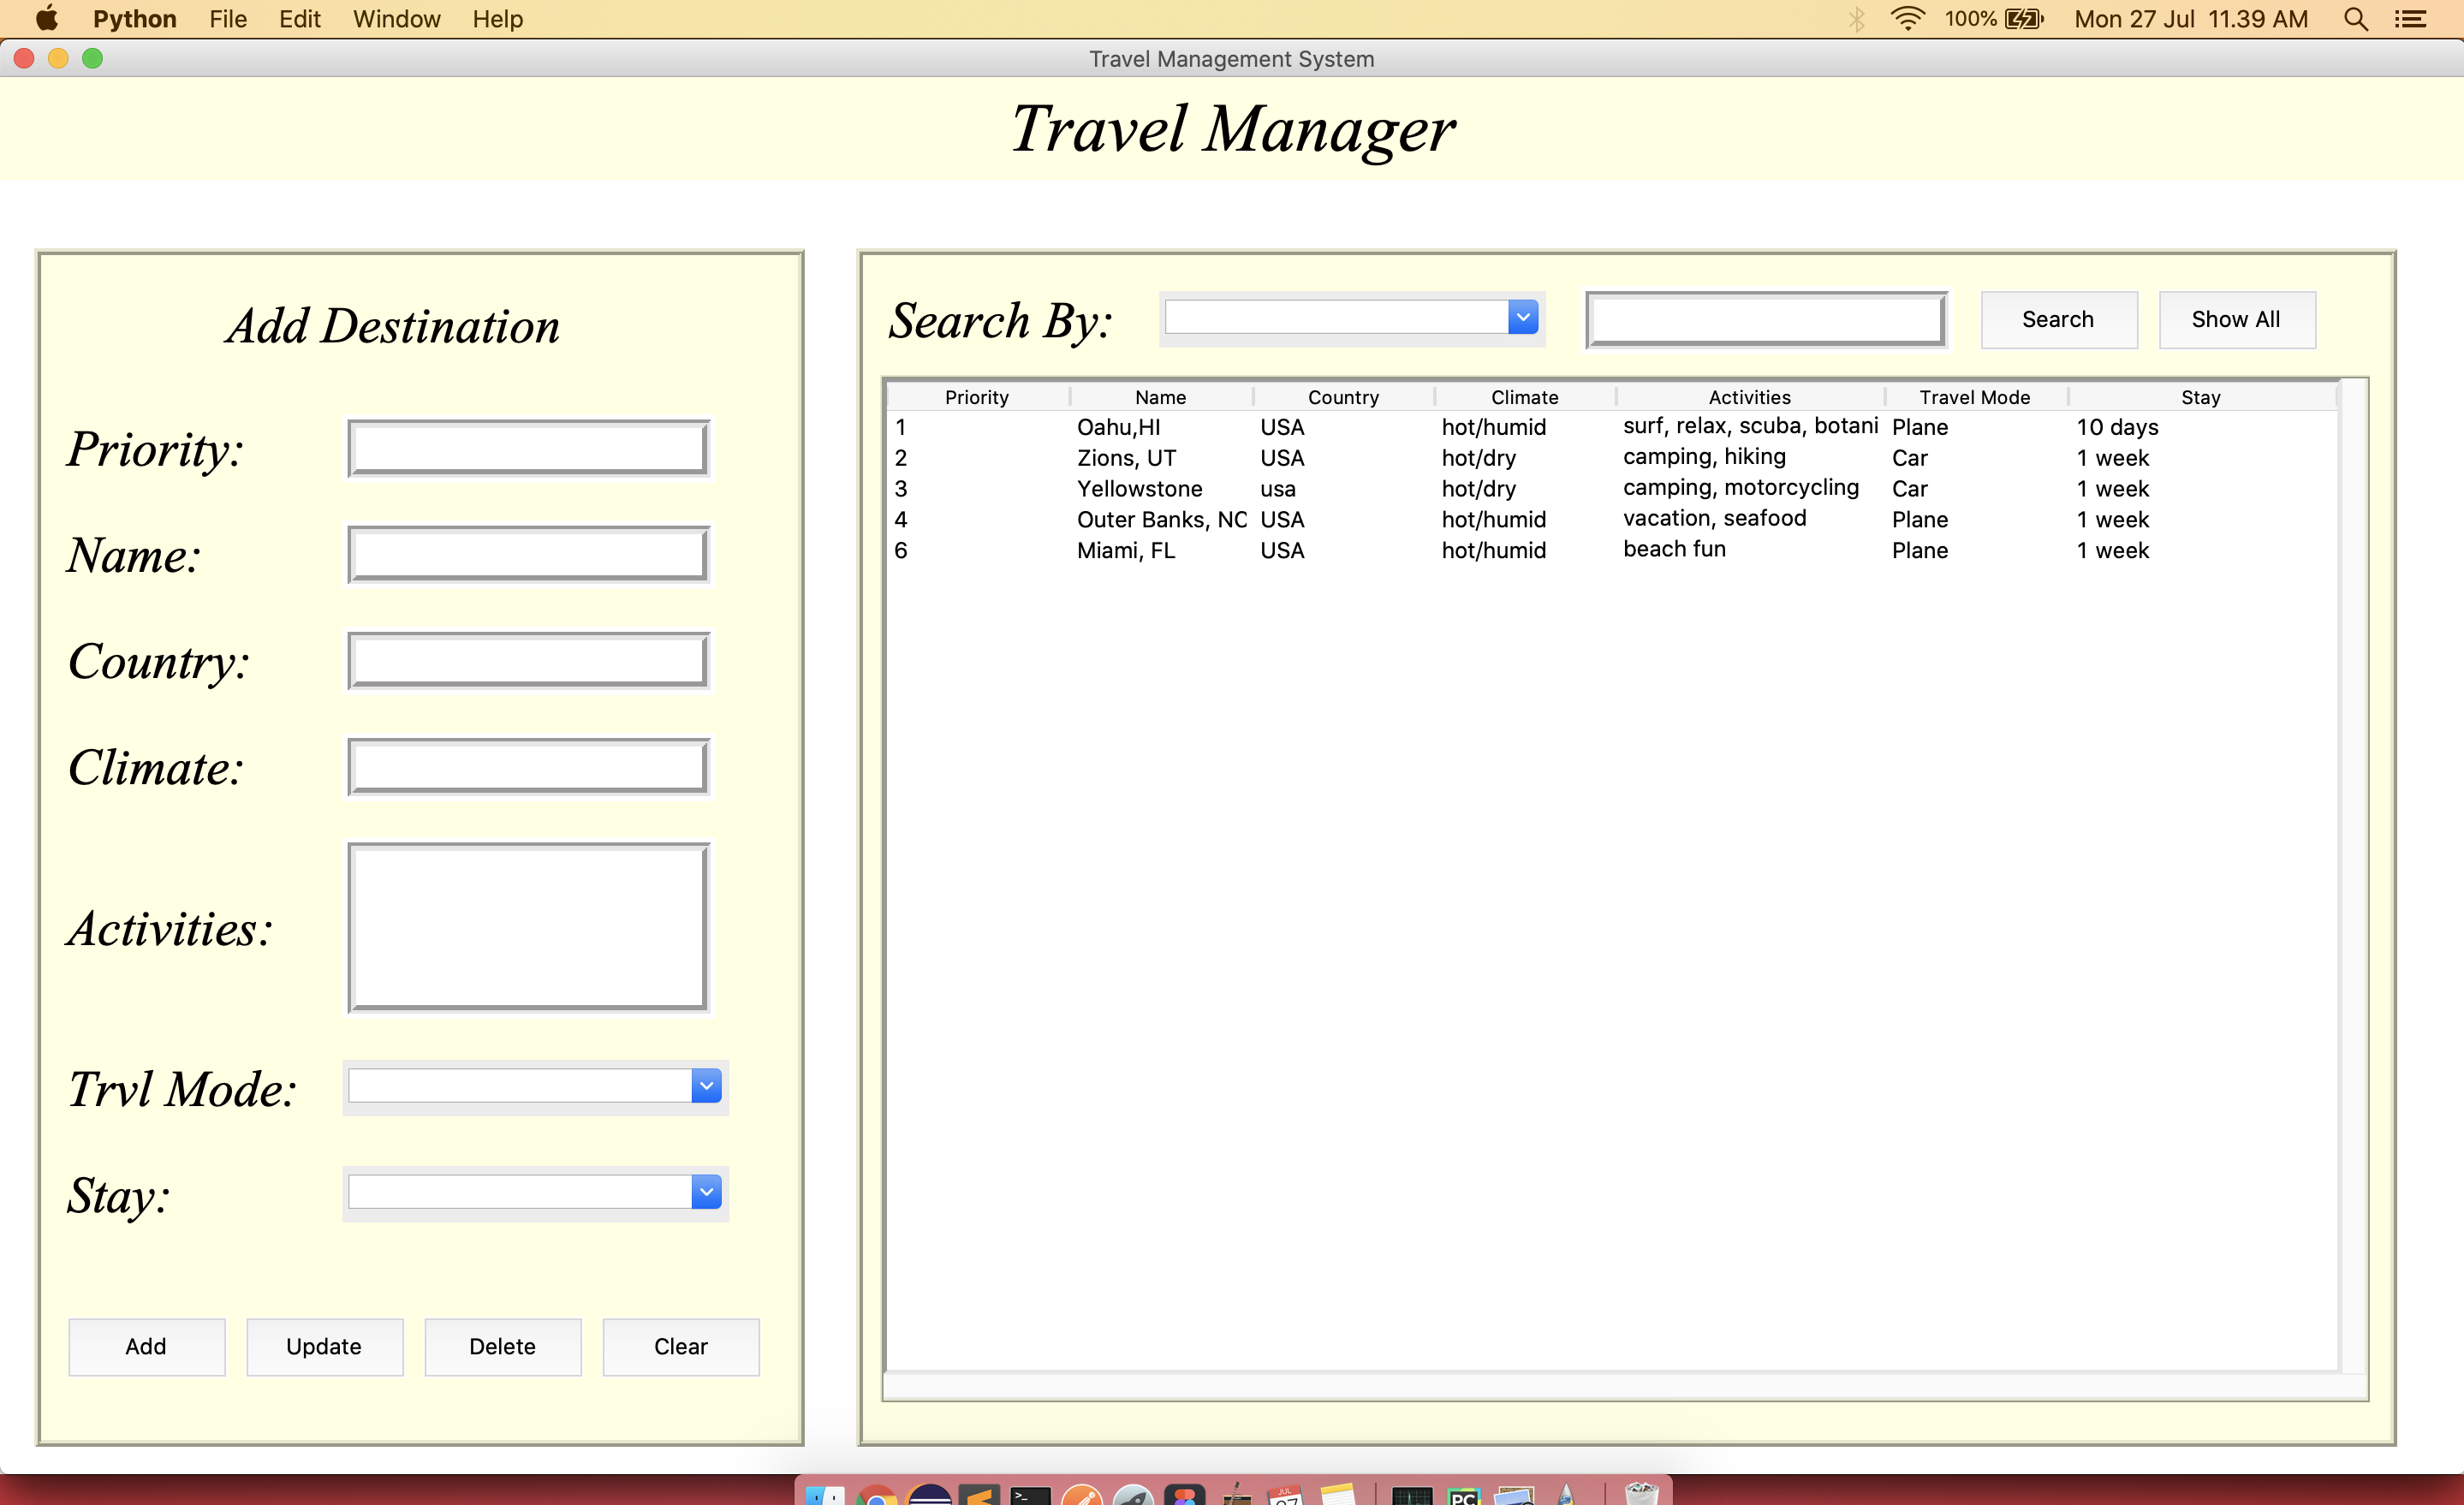 Python File Edit Window Help 100% Mon 27 Jul 11.39 AM
Travel Management System
Travel Manager
Add Destination
Priority:
Name:
Country:
Climate:
Activities:
Trvl Mode:
Stay:
Add Update Delete Clear
Search By: Search Show All
Priority Name Country Climate Activities Travel Mode Stay
1 Oahu,HI USA hot/humid surf, relax, scuba, botani Plane 10 days
2 Zions, UT USA hot/dry camping, hiking Car 1 week
3 Yellowstone usa hot/dry camping, motorcycling Car 1 week
4 Outer Banks, NC USA hot/humid vacation, seafood Plane 1 week
6 Miami, FL USA hot/humid beach fun Plane 1 week
JUL
PC